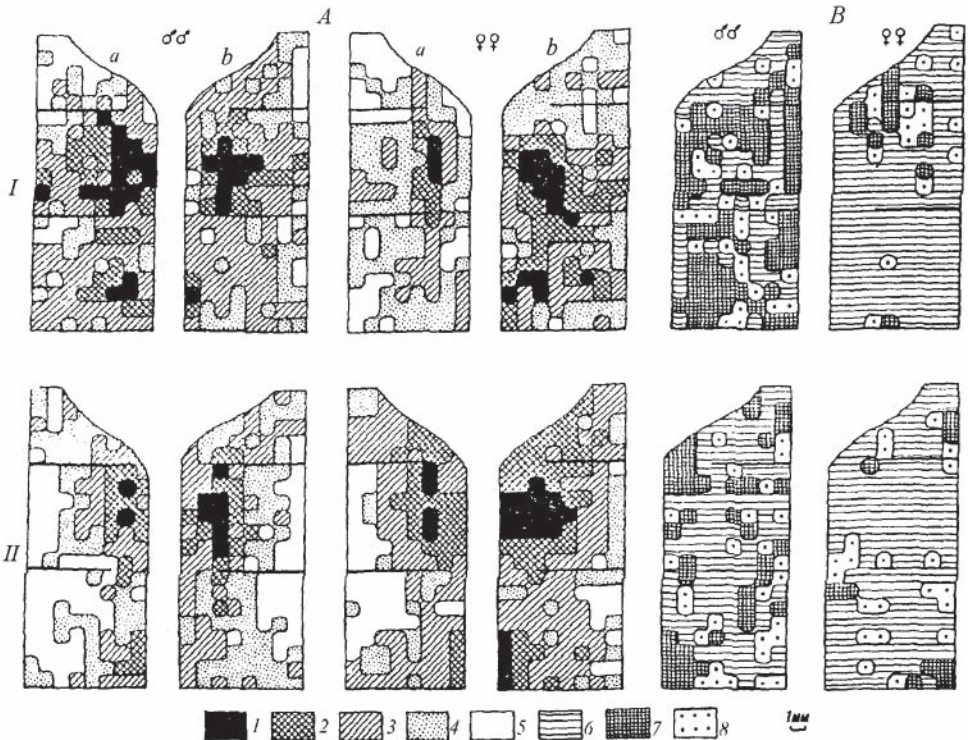 A B
♂♂ ♀♀ ♂♂ ♀♀
a b a b
I
II
1 2 3 4 5 6 7 8 1мм